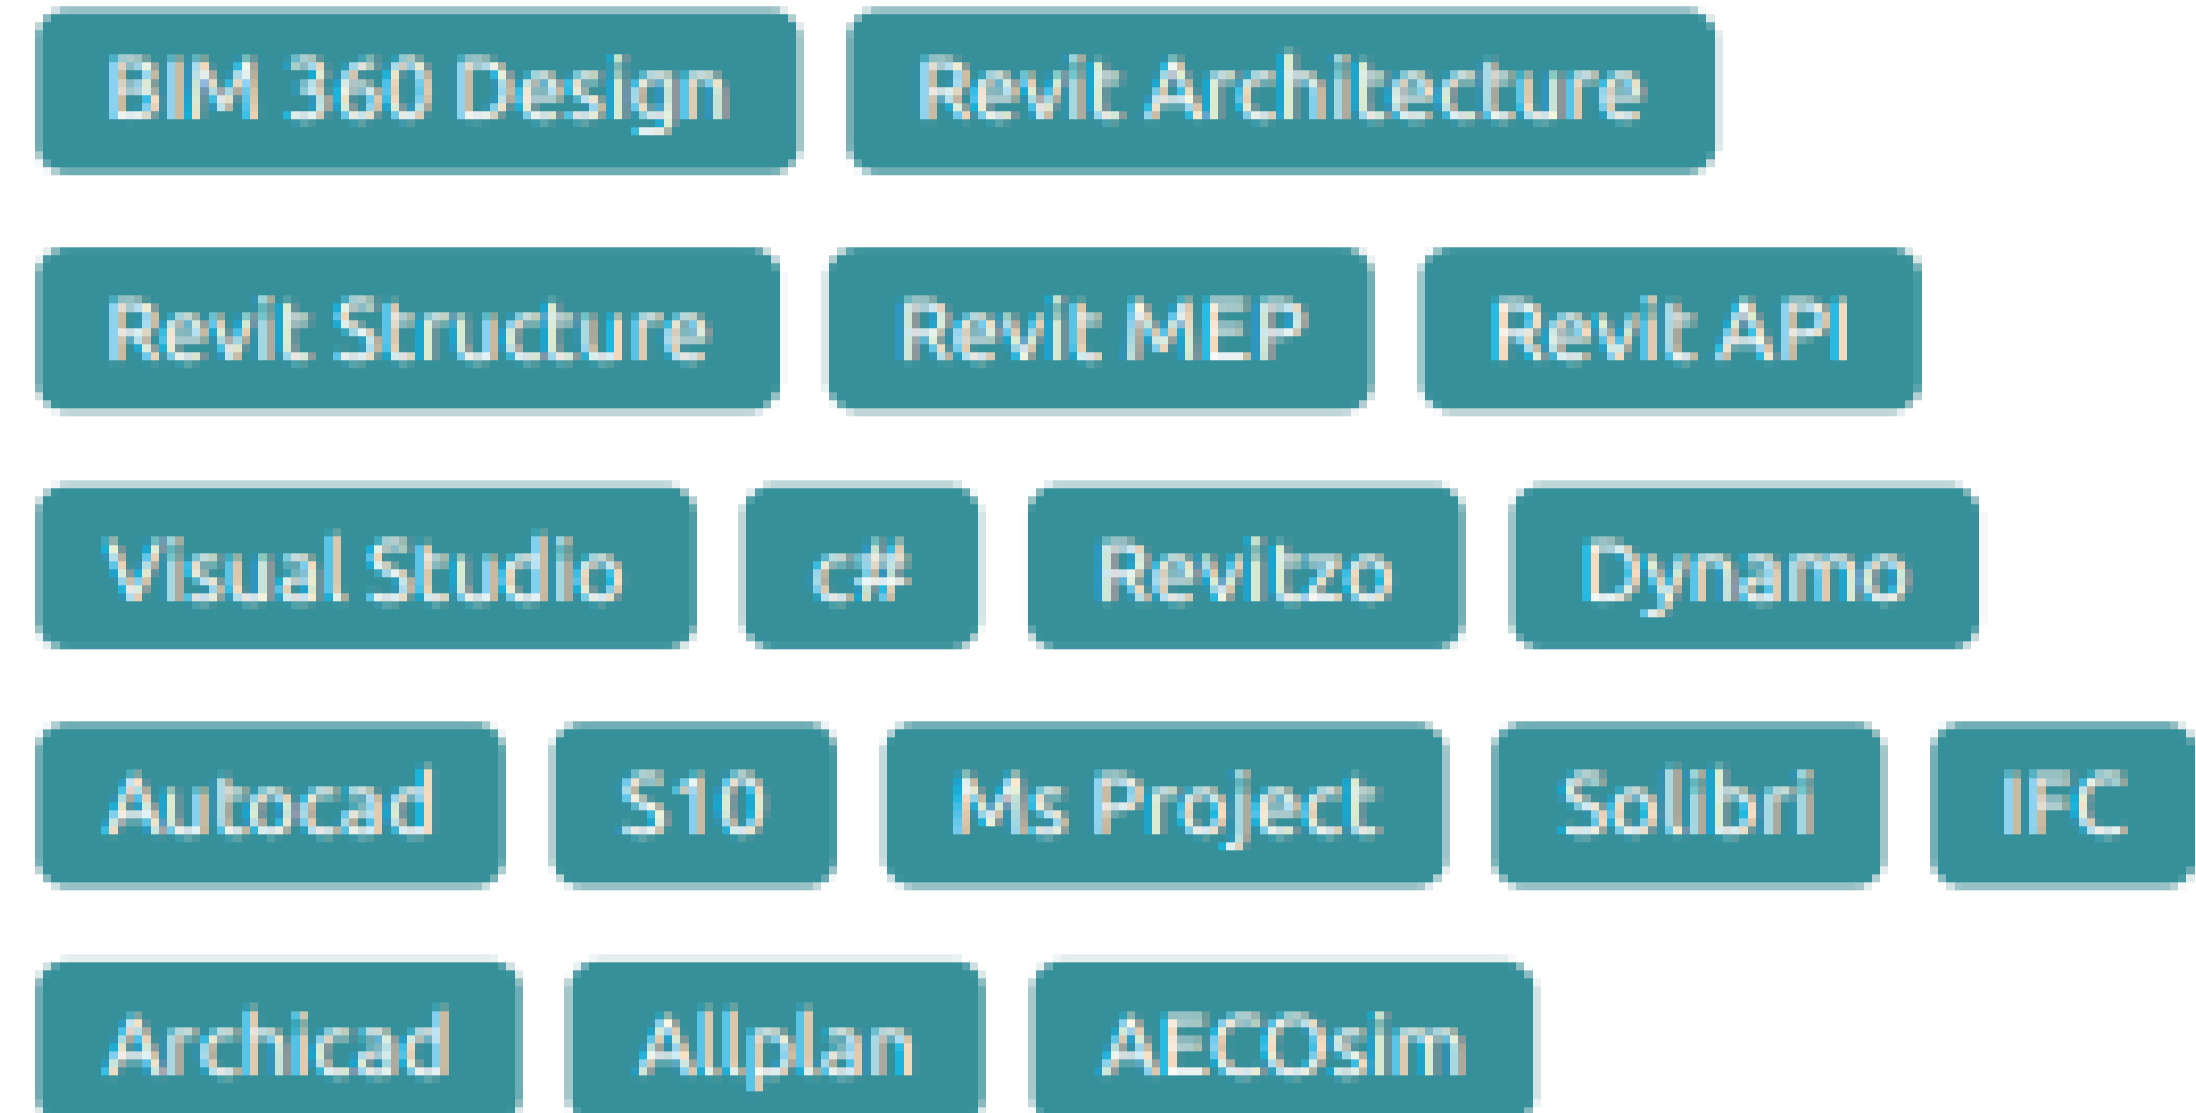 BIM 360 Design Revit Architecture
Revit Structure Revit MEP Revit API
Visual Studio c# Revitzo Dynamo
Autocad S10 Ms Project Solibri IFC
Archicad Allplan AECOsim